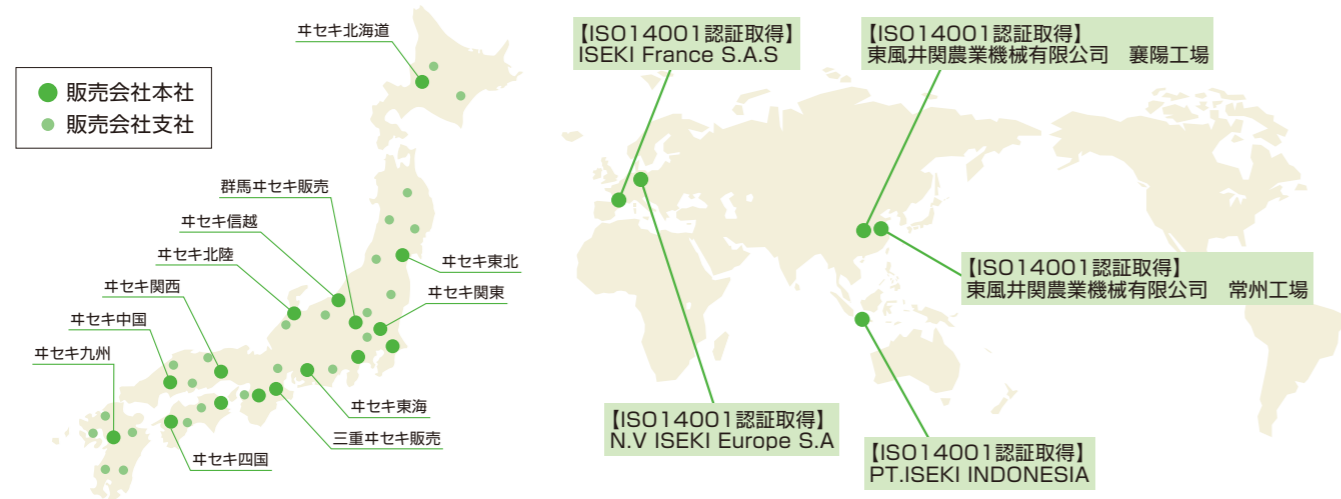 ヰセキ北海道
販売会社本社
販売会社支社
群馬ヰセキ販売
ヰセキ信越
ヰセキ北陸
ヰセキ関西
ヰセキ中国
ヰセキ九州
ヰセキ東北
ヰセキ関東
ヰセキ東海
三重ヰセキ販売
ヰセキ四国
【ISO14001認証取得】
ISEKI France S.A.S
【ISO14001認証取得】
東風井関農業機械有限公司　襄陽工場
【ISO14001認証取得】
東風井関農業機械有限公司　常州工場
【ISO14001認証取得】
N.V ISEKI Europe S.A
【ISO14001認証取得】
PT.ISEKI INDONESIA